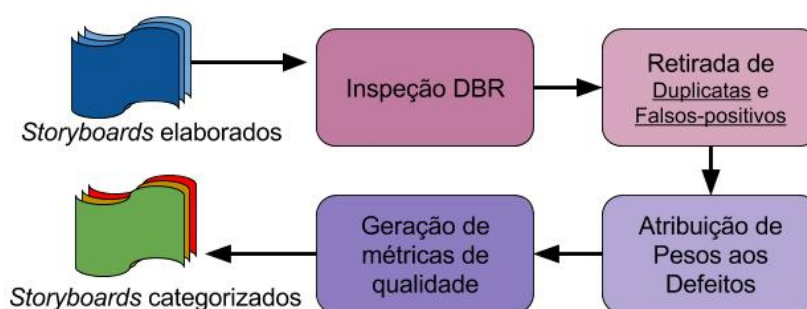 Storyboards elaborados
Inspeção DBR
Retirada de
Duplicatas e
Falsos-positivos
Atribuição de
Pesos aos
Defeitos
Geração de
métricas de
qualidade
Storyboards categorizados